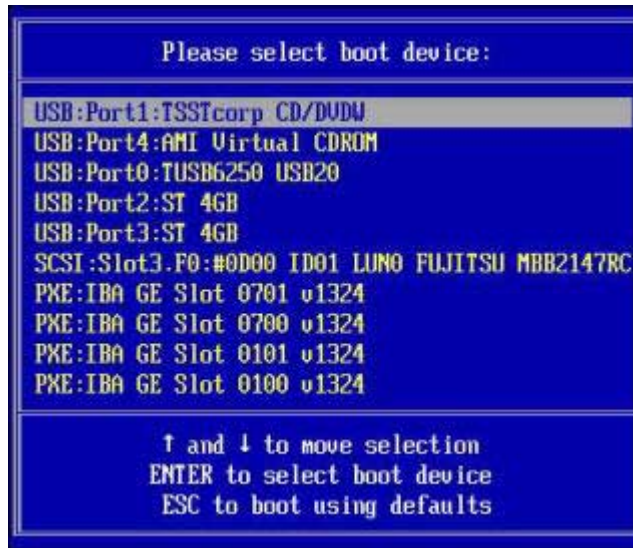 Please select boot device:
USB:Port1:TSSTcorp CD/DVDW
USB:Port4:AMI Virtual CDROM
USB:Port0:TUSB6250 USB20
USB:Port2:ST 4GB
USB:Port3:ST 4GB
SCSI:Slot3.F0:#0D00 ID01 LUN0 FUJITSU MBB2147RC
PXE:IBA GE Slot 0701 v1324
PXE:IBA GE Slot 0700 v1324
PXE:IBA GE Slot 0101 v1324
PXE:IBA GE Slot 0100 v1324
↑ and ↓ to move selection
ENTER to select boot device
ESC to boot using defaults